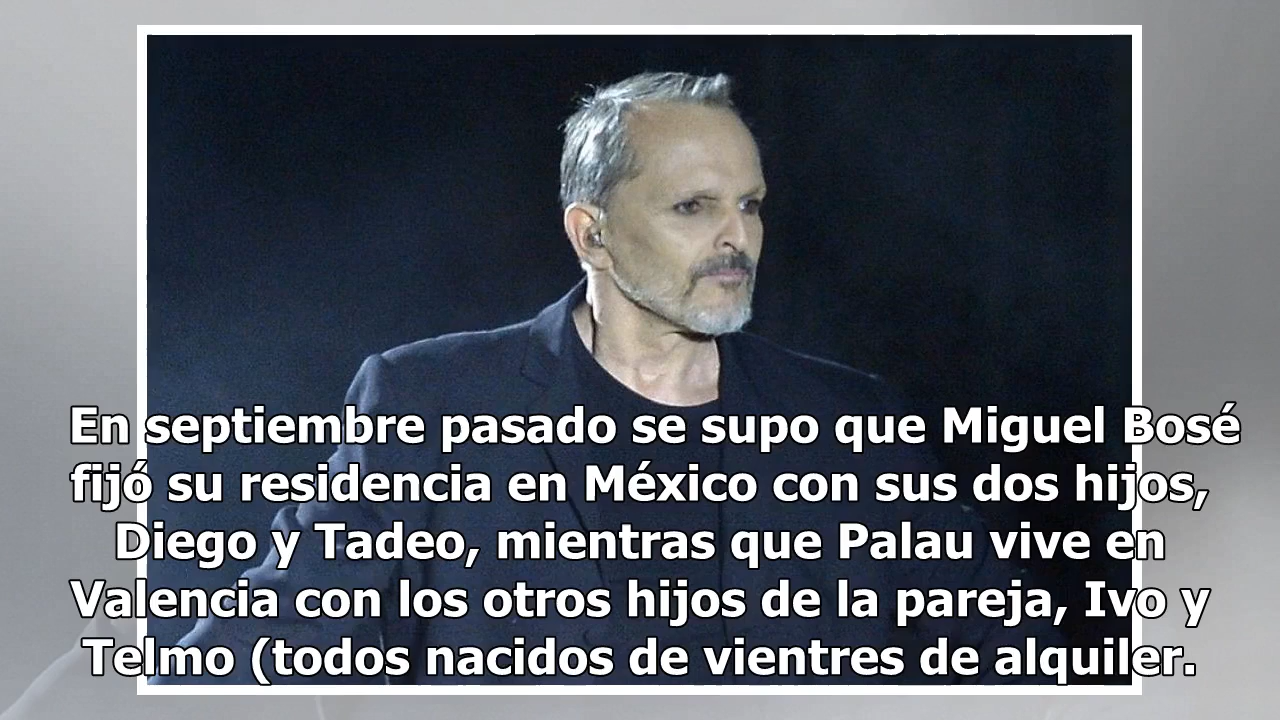 En septiembre pasado se supo que Miguel Bosé
fijó su residencia en México con sus dos hijos,
Diego y Tadeo, mientras que Palau vive en
Valencia con los otros hijos de la pareja, Ivo y
Telmo (todos nacidos de vientres de alquiler.